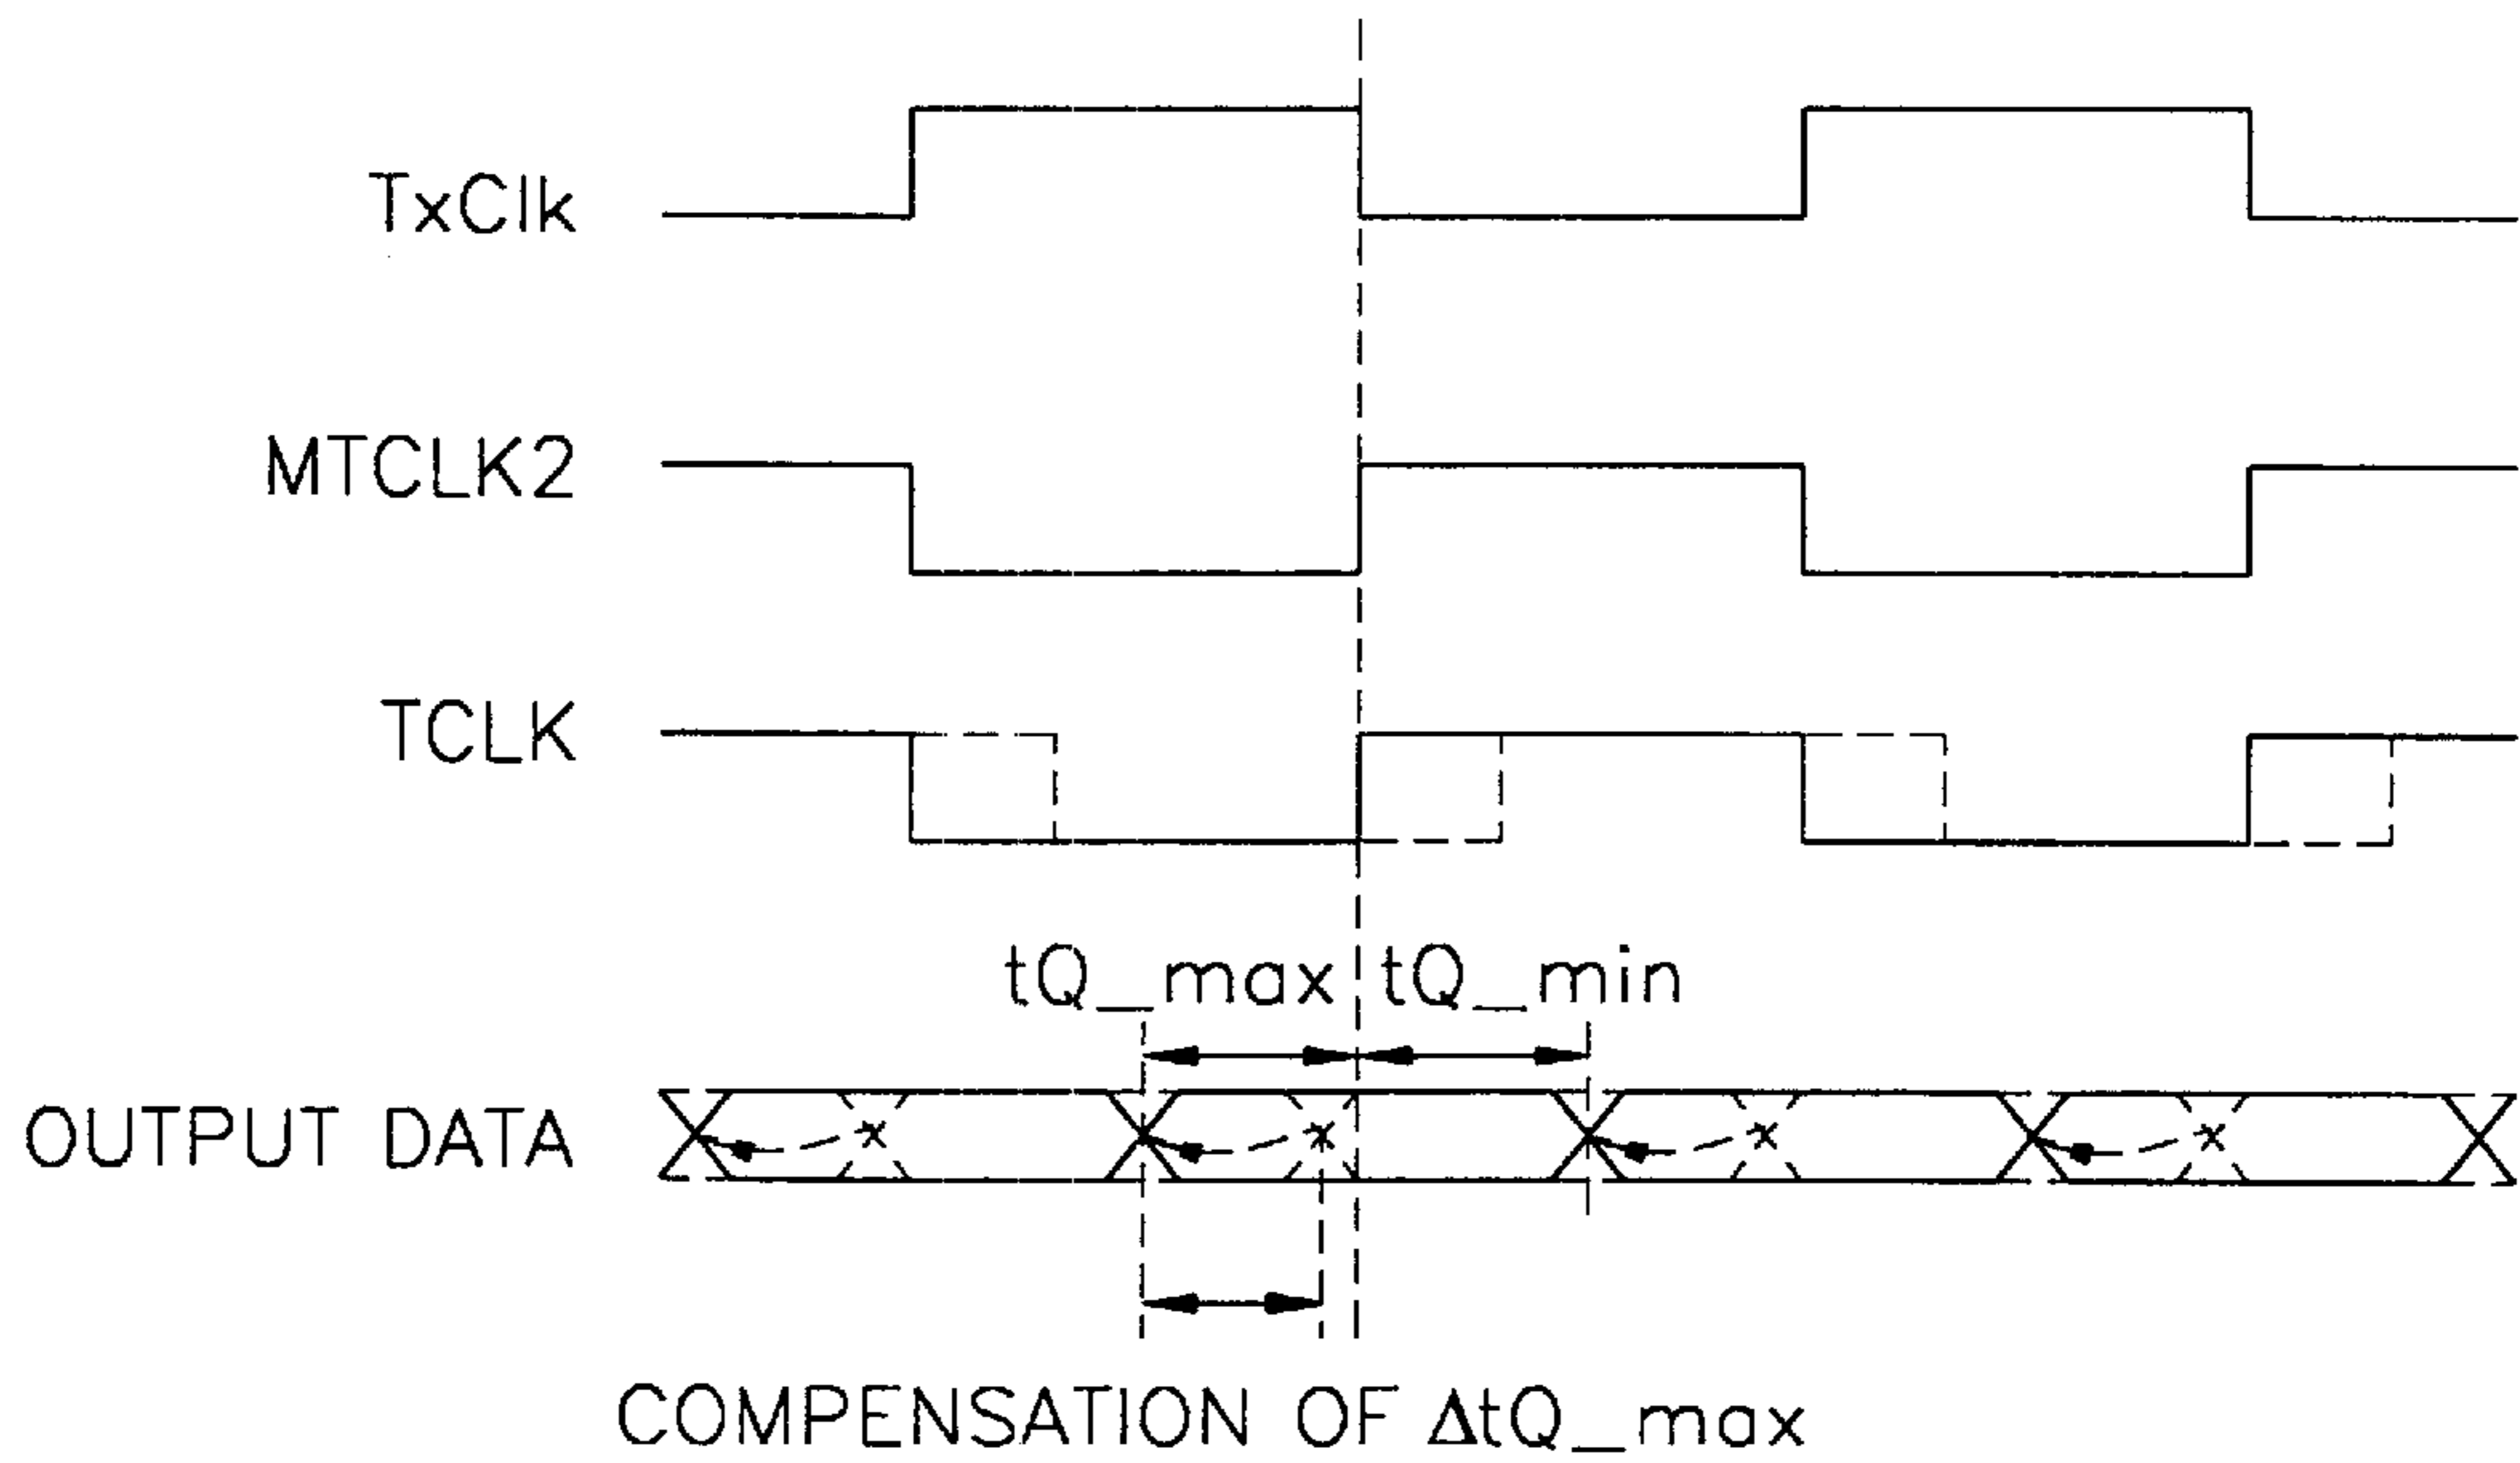 TxClk
MTCLK2
TCLK
tQ_max tQ_min
OUTPUT DATA
COMPENSATION OF ΔtQ_max